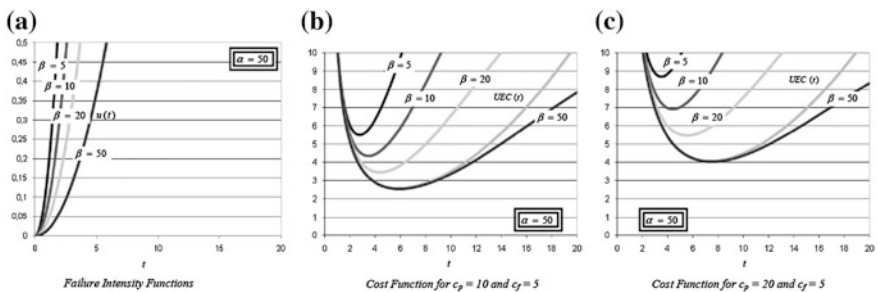 (a)
0,5
0,45
0,4
0,35
0,3
0,25
0,2
0,15
0,1
0,05
0
0 5 10 15 20
t
α = 50
β = 5
β = 10
β = 20
u(t)
β = 50
Failure Intensity Functions
(b)
10
9
8
7
6
5
4
3
2
1
0
0 2 4 6 8 10 12 14 16 18 20
t
β = 5
β = 20
β = 10
UEC (t)
β = 50
α = 50
Cost Function for c_p = 10 and c_f = 5
(c)
10
9
8
7
6
5
4
3
2
1
0
0 2 4 6 8 10 12 14 16 18 20
t
β = 5
β = 10
UEC (t)
β = 50
β = 20
α = 50
Cost Function for c_p = 20 and c_f = 5